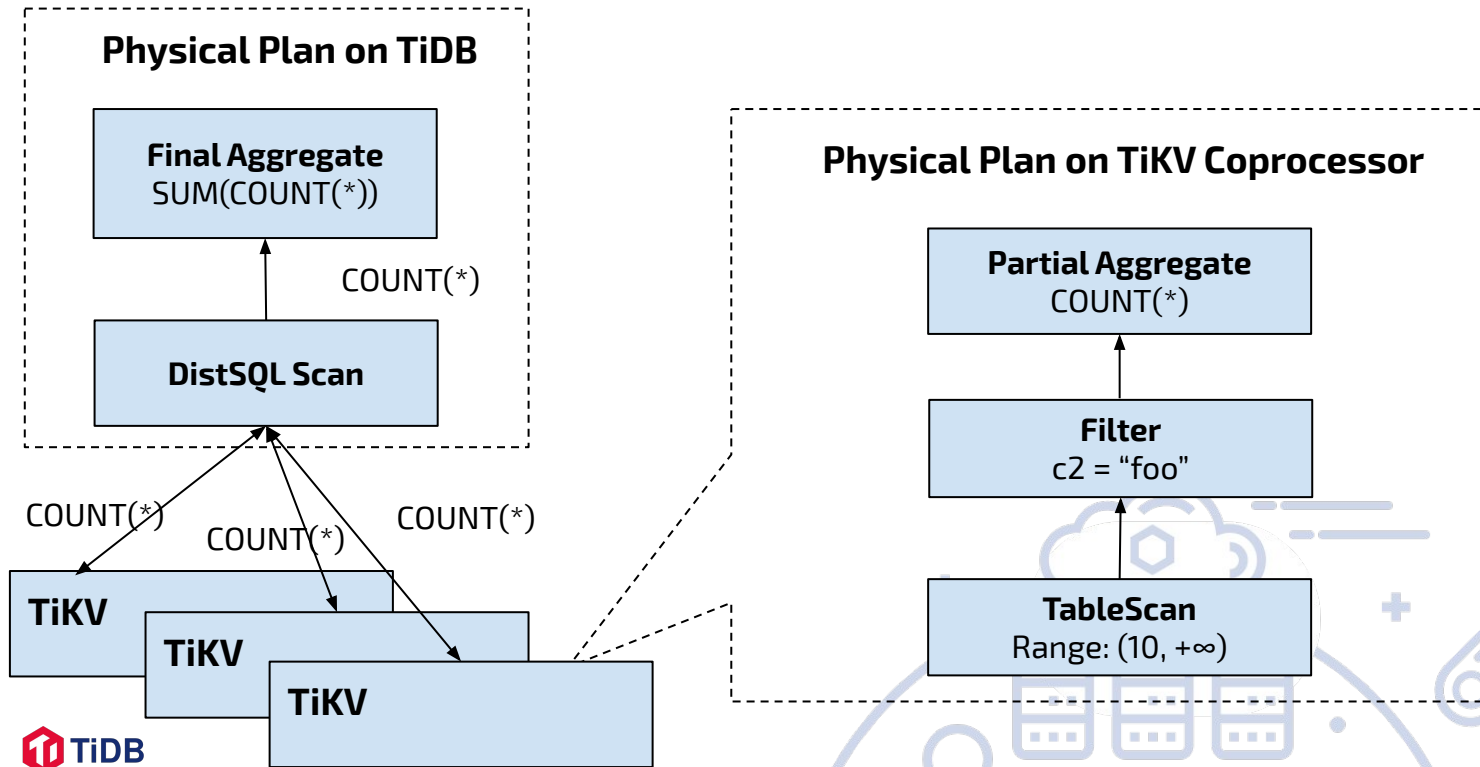 Physical Plan on TiDB
Final Aggregate
SUM(COUNT(*))
COUNT(*)
DistSQL Scan
COUNT(*)
COUNT(*)
COUNT(*)
TiKV
TiKV
TiKV
TiDB
Physical Plan on TiKV Coprocessor
Partial Aggregate
COUNT(*)
Filter
c2 = “foo”
TableScan
Range: (10, +∞)